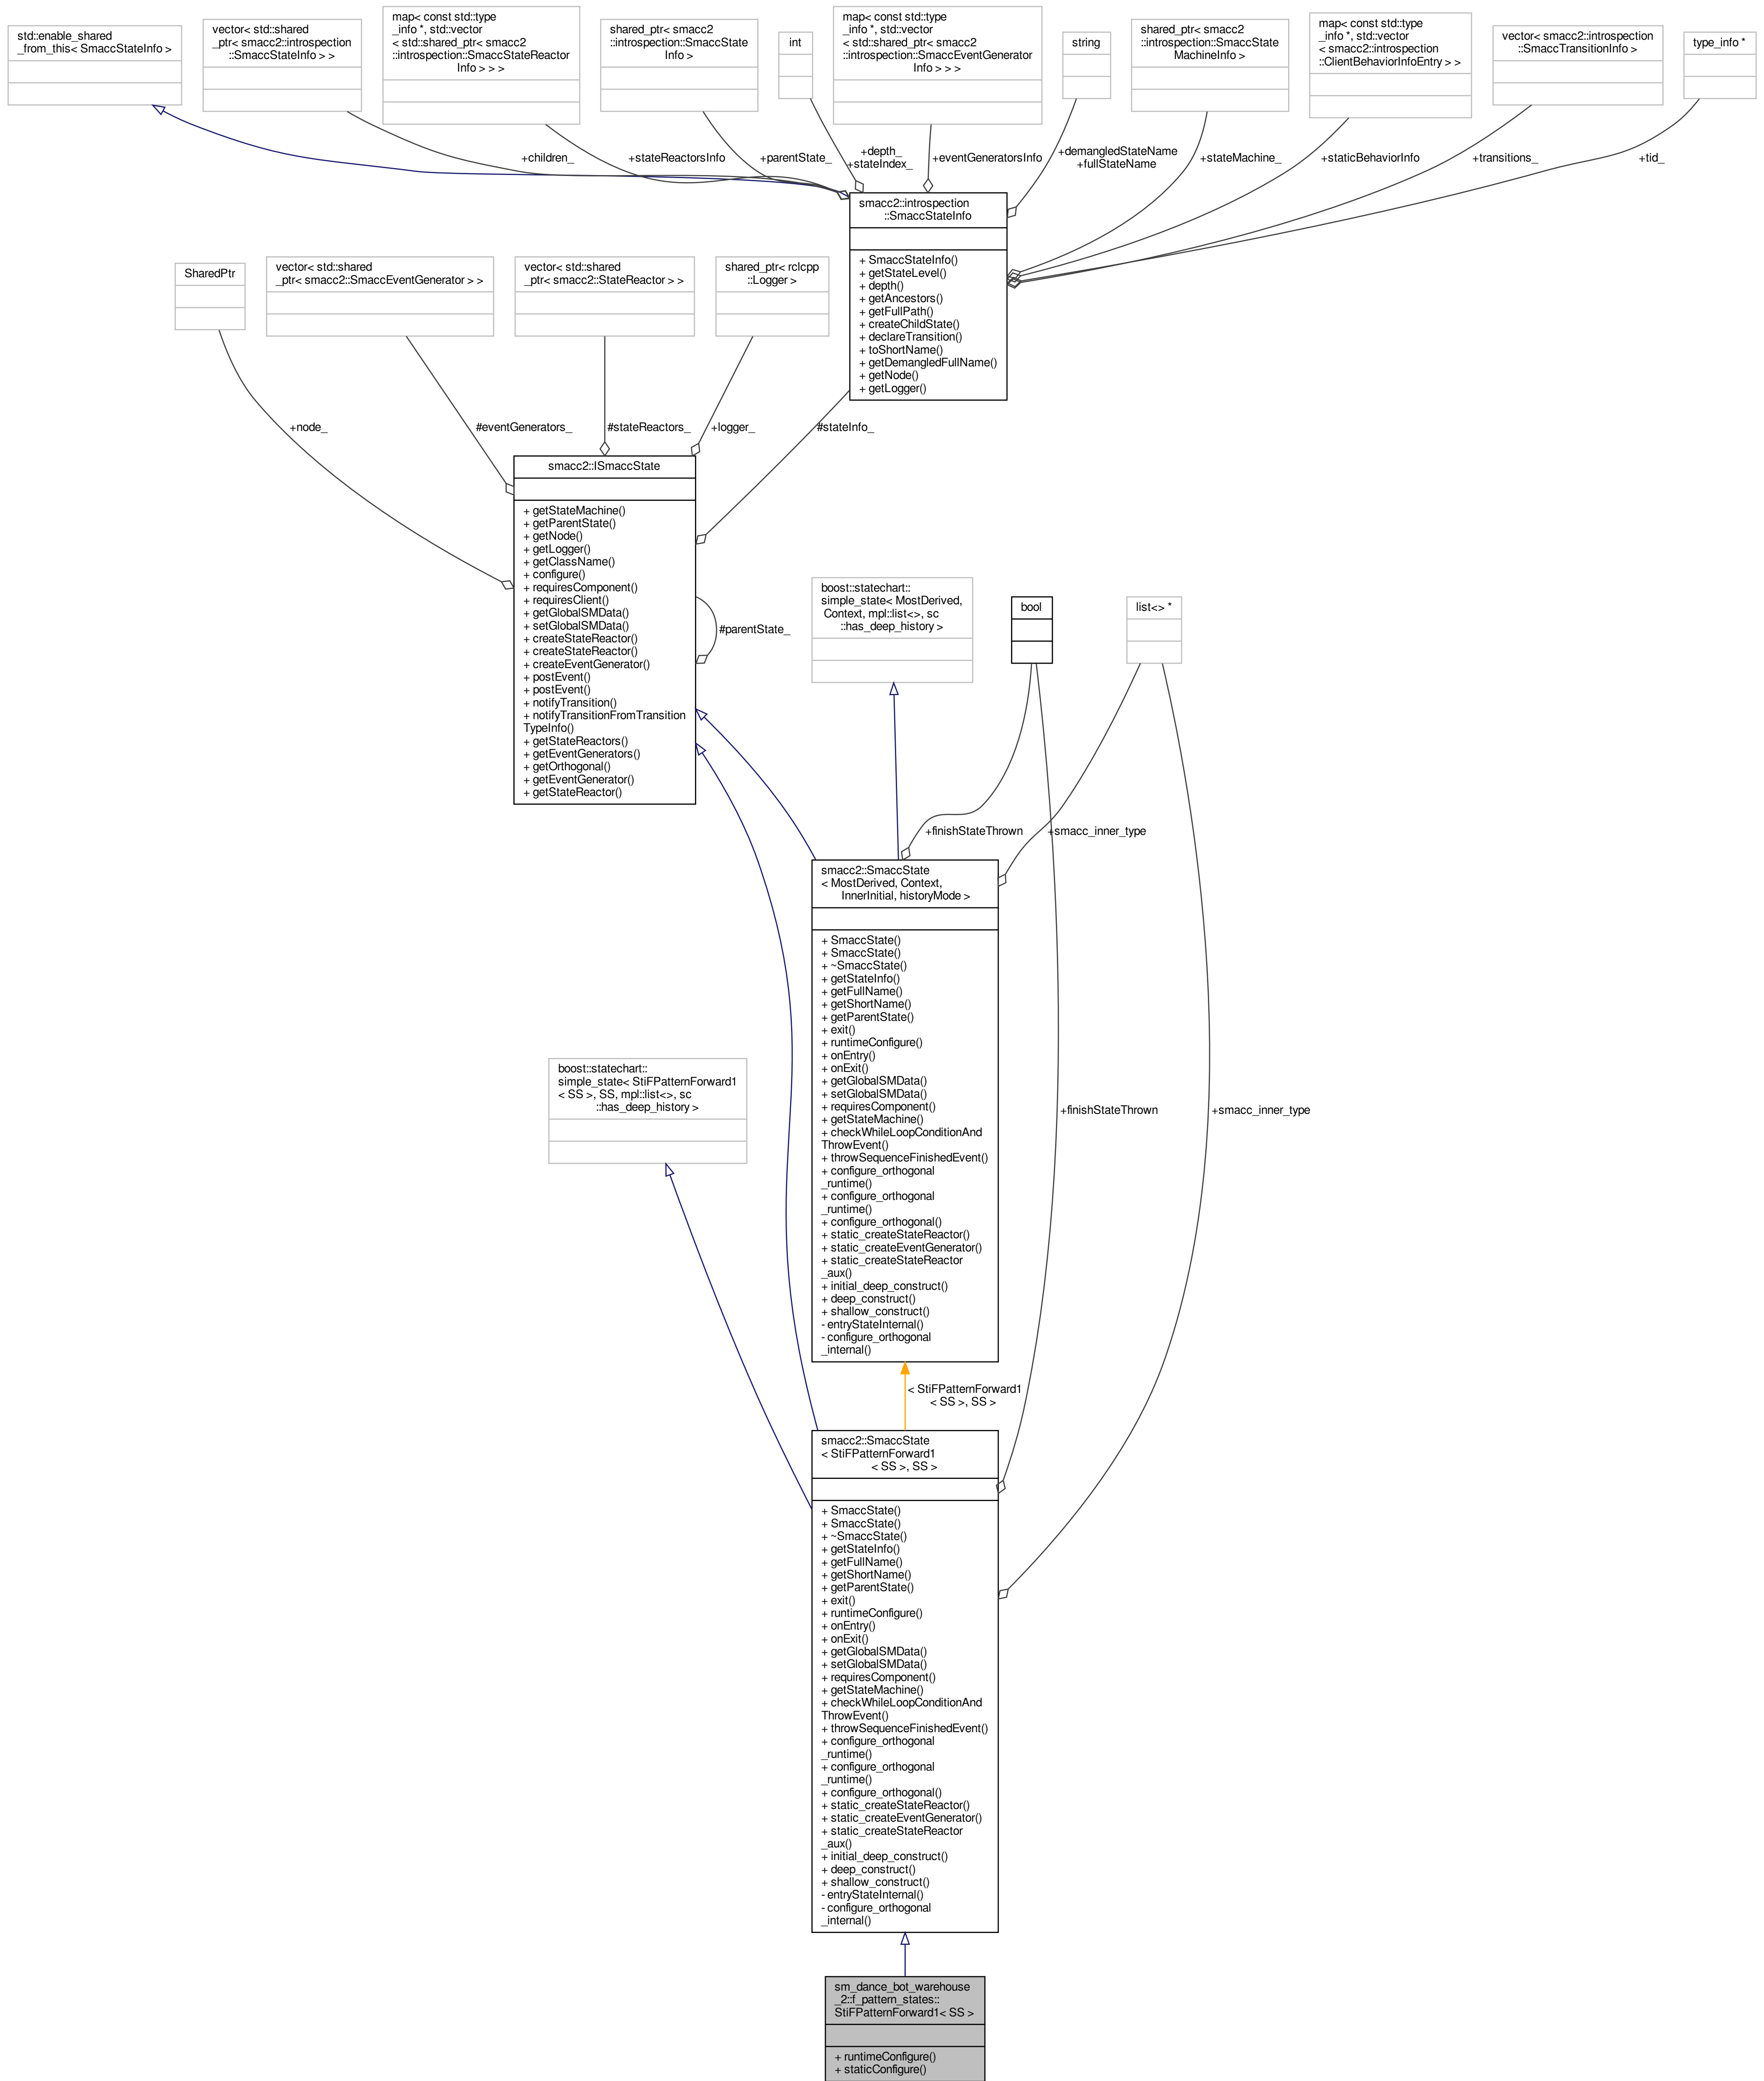 std::enable_shared
_from_this< SmaccStateInfo >
vector< std::shared
_ptr< smacc2::introspection
::SmaccStateInfo > >
map< const std::type
_info *, std::vector
< std::shared_ptr< smacc2
::introspection::SmaccStateReactor
Info > > >
shared_ptr< smacc2
::introspection::SmaccState
Info >
int
map< const std::type
_info *, std::vector
< std::shared_ptr< smacc2
::introspection::SmaccEventGenerator
Info > > >
string
shared_ptr< smacc2
::introspection::SmaccState
MachineInfo >
map< const std::type
_info *, std::vector
< smacc2::introspection
::ClientBehaviorInfoEntry > >
vector< smacc2::introspection
::SmaccTransitionInfo >
type_info *
+children_
+stateReactorsInfo
+parentState_
+depth_
+stateIndex_
+eventGeneratorsInfo
+demangledStateName
+fullStateName
+stateMachine_
+staticBehaviorInfo
+transitions_
+tid_
smacc2::introspection
::SmaccStateInfo
+ SmaccStateInfo()
+ getStateLevel()
+ depth()
+ getAncestors()
+ getFullPath()
+ createChildState()
+ declareTransition()
+ toShortName()
+ getDemangledFullName()
+ getNode()
+ getLogger()
SharedPtr
vector< std::shared
_ptr< smacc2::SmaccEventGenerator > >
vector< std::shared
_ptr< smacc2::StateReactor > >
shared_ptr< rclcpp
::Logger >
+node_
#eventGenerators_
#stateReactors_
+logger_
#stateInfo_
smacc2::ISmaccState
+ getStateMachine()
+ getParentState()
+ getNode()
+ getLogger()
+ getClassName()
+ configure()
+ requiresComponent()
+ requiresClient()
+ getGlobalSMData()
+ setGlobalSMData()
+ createStateReactor()
+ createStateReactor()
+ createEventGenerator()
+ postEvent()
+ postEvent()
+ notifyTransition()
+ notifyTransitionFromTransition
TypeInfo()
+ getStateReactors()
+ getEventGenerators()
+ getOrthogonal()
+ getEventGenerator()
+ getStateReactor()
#parentState_
boost::statechart::
simple_state< MostDerived,
Context, mpl::list<>, sc
::has_deep_history >
bool
list<> *
+finishStateThrown
+smacc_inner_type
smacc2::SmaccState
< MostDerived, Context,
InnerInitial, historyMode >
+ SmaccState()
+ SmaccState()
+ ~SmaccState()
+ getStateInfo()
+ getFullName()
+ getShortName()
+ getParentState()
+ exit()
+ runtimeConfigure()
+ onEntry()
+ onExit()
+ getGlobalSMData()
+ setGlobalSMData()
+ requiresComponent()
+ getStateMachine()
+ checkWhileLoopConditionAnd
ThrowEvent()
+ throwSequenceFinishedEvent()
+ configure_orthogonal
_runtime()
+ configure_orthogonal
_runtime()
+ configure_orthogonal()
+ static_createStateReactor()
+ static_createEventGenerator()
+ static_createStateReactor
_aux()
+ initial_deep_construct()
+ deep_construct()
+ shallow_construct()
- entryStateInternal()
- configure_orthogonal
_internal()
boost::statechart::
simple_state< StiFPatternForward1
< SS >, SS, mpl::list<>, sc
::has_deep_history >
+finishStateThrown
+smacc_inner_type
< StiFPatternForward1
< SS >, SS >
smacc2::SmaccState
< StiFPatternForward1
< SS >, SS >
+ SmaccState()
+ SmaccState()
+ ~SmaccState()
+ getStateInfo()
+ getFullName()
+ getShortName()
+ getParentState()
+ exit()
+ runtimeConfigure()
+ onEntry()
+ onExit()
+ getGlobalSMData()
+ setGlobalSMData()
+ requiresComponent()
+ getStateMachine()
+ checkWhileLoopConditionAnd
ThrowEvent()
+ throwSequenceFinishedEvent()
+ configure_orthogonal
_runtime()
+ configure_orthogonal
_runtime()
+ configure_orthogonal()
+ static_createStateReactor()
+ static_createEventGenerator()
+ static_createStateReactor
_aux()
+ initial_deep_construct()
+ deep_construct()
+ shallow_construct()
- entryStateInternal()
- configure_orthogonal
_internal()
sm_dance_bot_warehouse
_2::f_pattern_states::
StiFPatternForward1< SS >
+ runtimeConfigure()
+ staticConfigure()